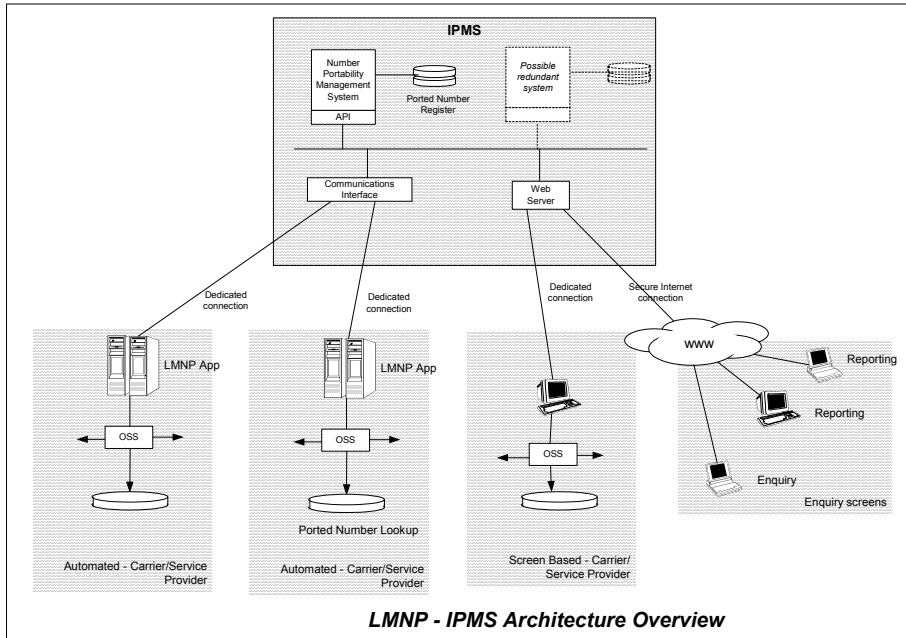 IPMS
Number
Portability
Management
System
API
Ported Number
Register
Possible
redundant
system
Communications
Interface
Web
Server
Dedicated
connection
Dedicated
connection
Dedicated
connection
Secure Internet
connection
LMNP App
LMNP App
www
Reporting
Reporting
Enquiry
Enquiry screens
OSS
OSS
OSS
Ported Number Lookup
Automated - Carrier/Service
Provider
Automated - Carrier/Service
Provider
Screen Based - Carrier/
Service Provider
LMNP - IPMS Architecture Overview